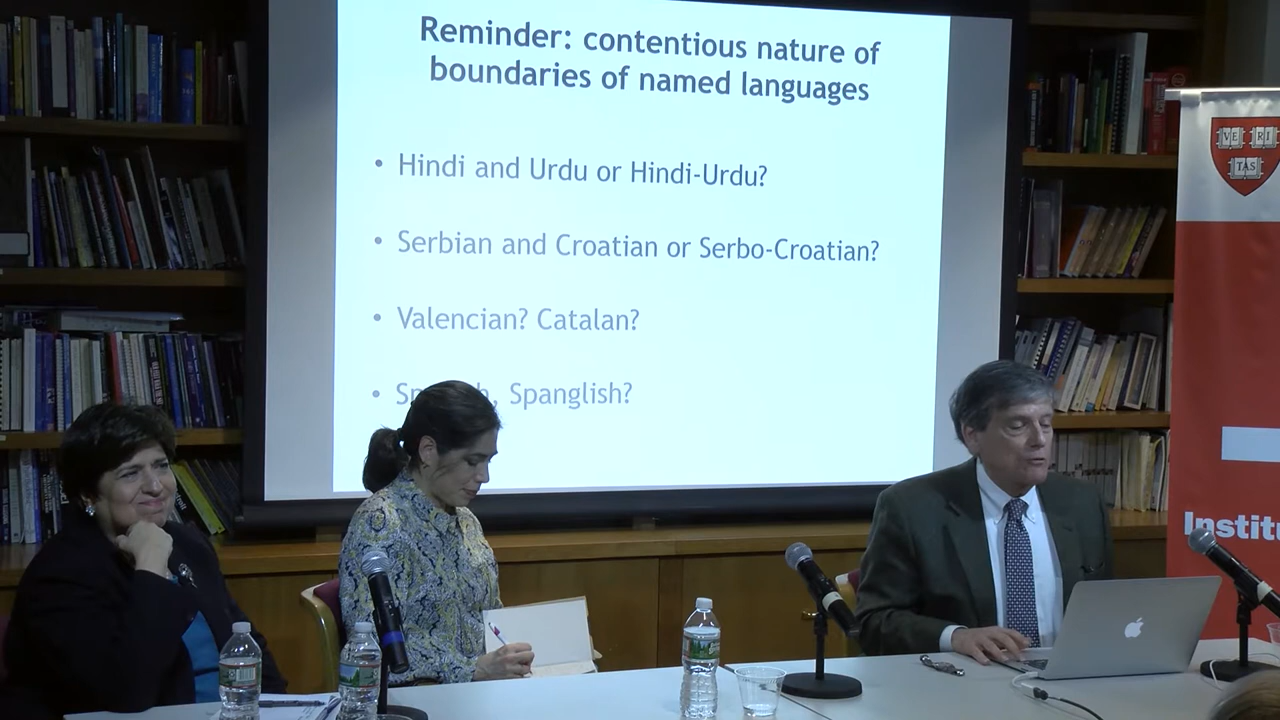 Reminder: contentious nature of
boundaries of named languages
• Hindi and Urdu or Hindi-Urdu?
• Serbian and Croatian or Serbo-Croatian?
• Valencian? Catalan?
• Spanglish?
VE RI
TAS